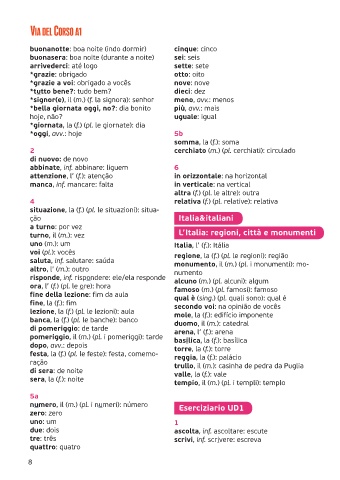 VIA DEL CORSO A1
buonanotte: boa noite (indo dormir)
buonasera: boa noite (durante a noite)
arrivederci: até logo
*grazie: obrigado
*grazie a voi: obrigado a vocês
*tutto bene?: tudo bem?
*signor(e), il (m.) (f. la signora): senhor
*bella giornata oggi, no?: dia bonito
hoje, não?
*giornata, la (f.) (pl. le giornate): dia
*oggi, avv.: hoje
2
di nuovo: de novo
abbinate, inf. abbinare: liguem
attenzione, l' (f.): atenção
manca, inf. mancare: falta
4
situazione, la (f.) (pl. le situazioni): situa-
ção
a turno: por vez
turno, il (m.): vez
uno (m.): um
voi (pl.): vocês
saluta, inf. salutare: saúda
altro, l' (m.): outro
risponde, inf. rispondere: ele/ela responde
ora, l' (f.) (pl. le ore): hora
fine della lezione: fim da aula
fine, la (f.): fim
lezione, la (f.) (pl. le lezioni): aula
banca, la (f.) (pl. le banche): banco
di pomeriggio: de tarde
pomeriggio, il (m.) (pl. i pomeriggi): tarde
dopo, avv.: depois
festa, la (f.) (pl. le feste): festa, comemo-
ração
di sera: de noite
sera, la (f.): noite
5a
numero, il (m.) (pl. i numeri): número
zero: zero
uno: um
due: dois
tre: três
quattro: quatro
cinque: cinco
sei: seis
sette: sete
otto: oito
nove: nove
dieci: dez
meno, avv.: menos
più, avv.: mais
uguale: igual
5b
somma, la (f.): soma
cerchiato (m.) (pl. cerchiati): circulado
6
in orizzontale: na horizontal
in verticale: na vertical
altra (f.) (pl. le altre): outra
relativa (f.) (pl. relative): relativa
Italia&italiani
L'Italia: regioni, città e monumenti
Italia, l' (f.): Itália
regione, la (f.) (pl. le regioni): região
monumento, il (m.) (pl. i monumenti): mo-
numento
alcuno (m.) (pl. alcuni): algum
famoso (m.) (pl. famosi): famoso
qual è (sing.) (pl. quali sono): qual é
secondo voi: na opinião de vocês
mole, la (f.): edifício imponente
duomo, il (m.): catedral
arena, l' (f.): arena
basilica, la (f.): basílica
torre, la (f.): torre
reggia, la (f.): palácio
trullo, il (m.): casinha de pedra da Puglia
valle, la (f.): vale
tempio, il (m.) (pl. i templi): templo
Eserciziario UD1
1
ascolta, inf. ascoltare: escute
scrivi, inf. scrivere: escreva
8